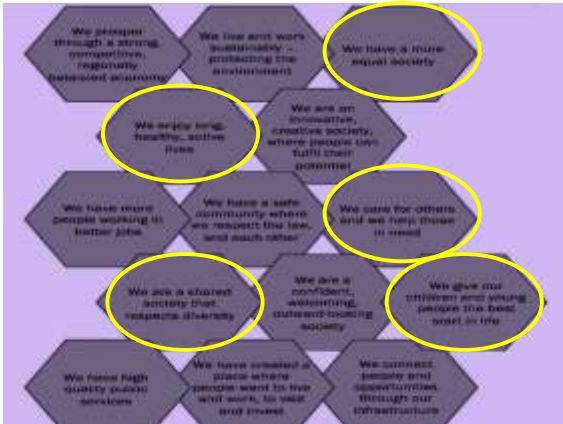 We prosper
through a strong,
competitive,
regionally
balanced economy
We live and work
sustainably –
protecting the
environment
We have a more
equal society
We enjoy long,
healthy, active
lives
We are an
innovative,
creative society,
where people can
fulfil their
potential
We have more
people working in
better jobs
We have a safe
community where
we respect the law,
and each other
We care for others
and we help those
in need
We are a shared
society that
respects diversity
We are a
confident,
welcoming,
outward-looking
society
We give our
children and young
people the best
start in life
We have high
quality public
services
We have created a
place where
people want to live
and work, to visit
and invest
We connect
people and
opportunities
through our
infrastructure